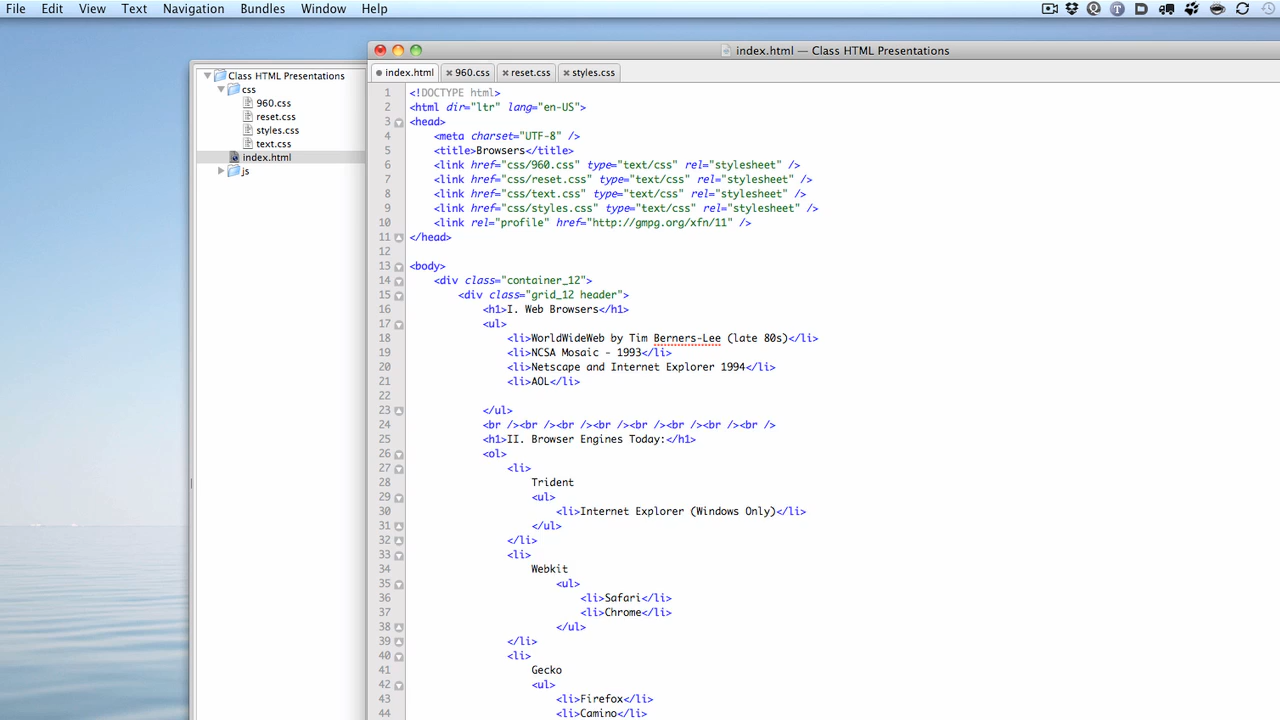 File Edit View Text Navigation Bundles Window Help
index.html — Class HTML Presentations
Class HTML Presentations
css
960.css
reset.css
styles.css
text.css
index.html
js
index.html 960.css reset.css styles.css
1 <!DOCTYPE html>
2 <html dir="ltr" lang="en-US">
3 <head>
4 <meta charset="UTF-8" />
5 <title>Browsers</title>
6 <link href="css/960.css" type="text/css" rel="stylesheet" />
7 <link href="css/reset.css" type="text/css" rel="stylesheet" />
8 <link href="css/text.css" type="text/css" rel="stylesheet" />
9 <link href="css/styles.css" type="text/css" rel="stylesheet" />
10 <link rel="profile" href="http://gmpg.org/xfn/11" />
11 </head>
12
13 <body>
14 <div class="container_12">
15 <div class="grid_12 header">
16 <h1>I. Web Browsers</h1>
17 <ul>
18 <li>WorldWideWeb by Tim Berners-Lee (late 80s)</li>
19 <li>NCSA Mosaic - 1993</li>
20 <li>Netscape and Internet Explorer 1994</li>
21 <li>AOL</li>
22
23 </ul>
24 <br /><br /><br /><br /><br /><br /><br /><br />
25 <h1>II. Browser Engines Today:</h1>
26 <ol>
27 <li>
28 Trident
29 <ul>
30 <li>Internet Explorer (Windows Only)</li>
31 </ul>
32 </li>
33 <li>
34 Webkit
35 <ul>
36 <li>Safari</li>
37 <li>Chrome</li>
38 </ul>
39 </li>
40 <li>
41 Gecko
42 <ul>
43 <li>Firefox</li>
44 <li>Camino</li>